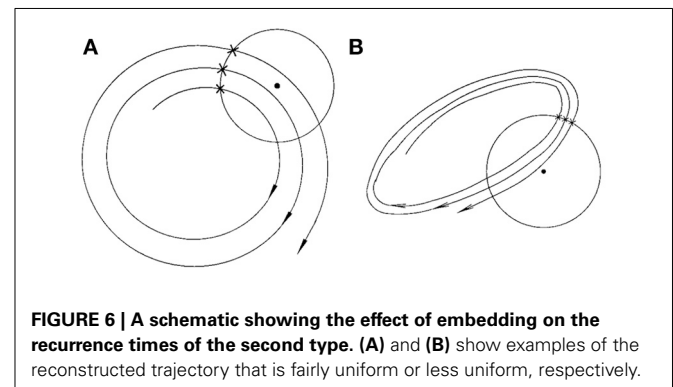 A
B
FIGURE 6 | A schematic showing the effect of embedding on the
recurrence times of the second type. (A) and (B) show examples of the
reconstructed trajectory that is fairly uniform or less uniform, respectively.